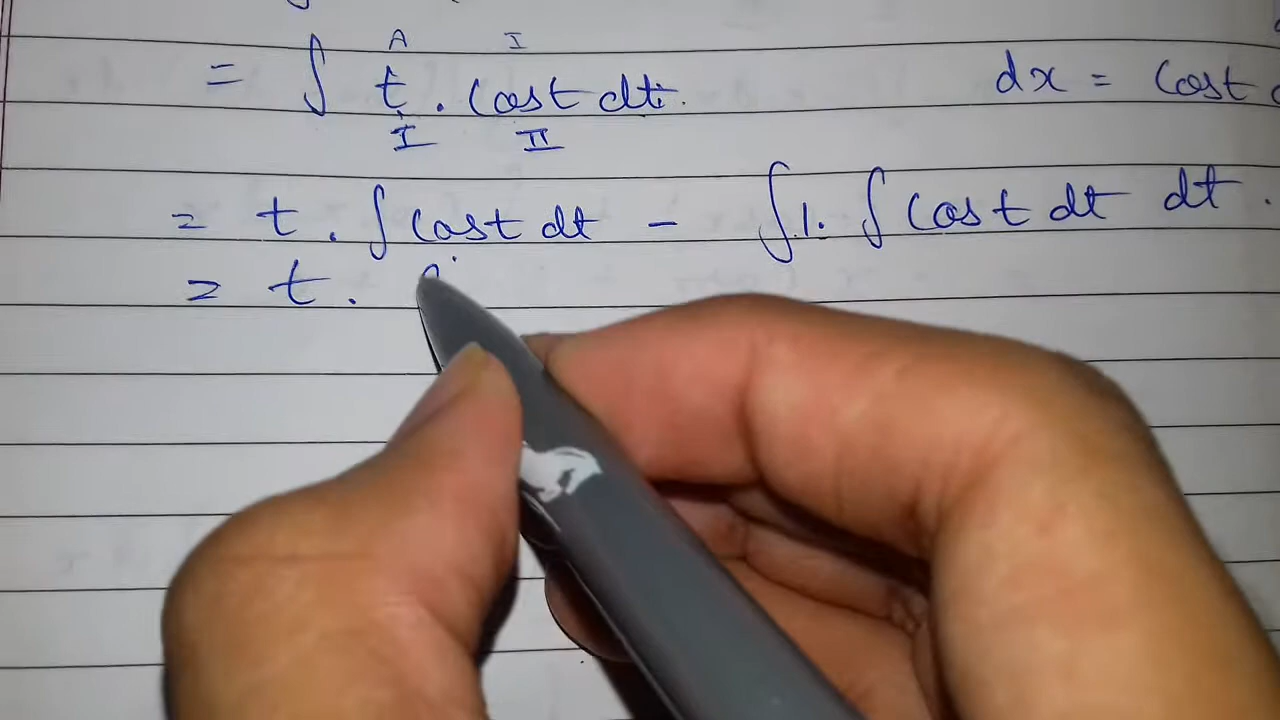 A I
= ∫ t . Cost dt. dx = Cost
I II
= t . ∫ Cost dt - ∫ 1. ∫ Cost dt dt .
= t .